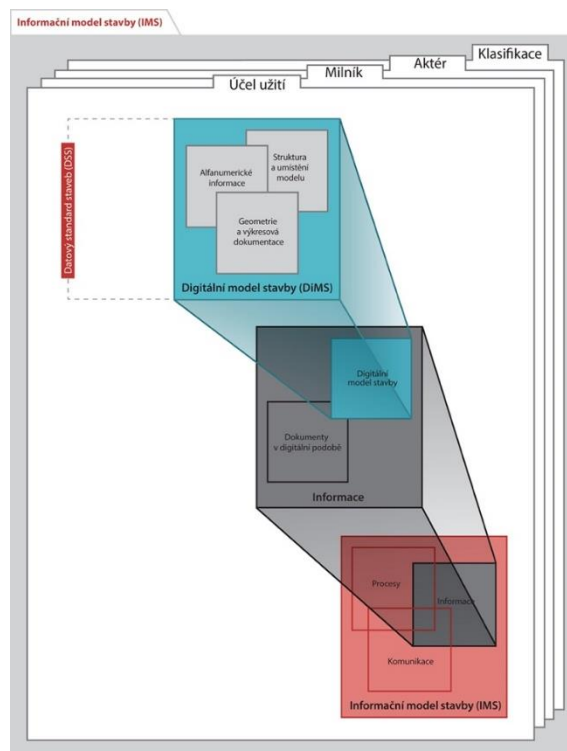 Informační model stavby (IMS)
Klasifikace
Aktér
Milník
Účel užití
Datový standard staveb (DSS)
Struktura
a umístění
modelu
Alfanumerické
informace
Geometrie
a výkresová
dokumentace
Digitální model stavby (DiMS)
Digitální
model stavby
Dokumenty
v digitální podobě
Informace
Procesy
Informace
Komunikace
Informační model stavby (IMS)